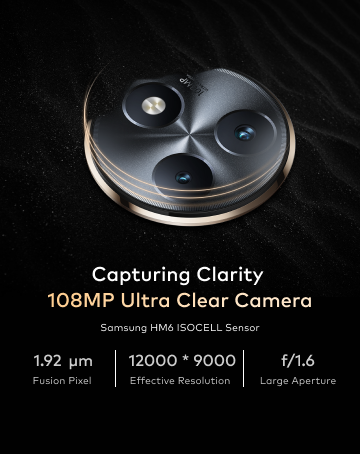 Capturing Clarity
108MP Ultra Clear Camera
Samsung HM6 ISOCELL Sensor
1.92 µm 12000 * 9000 f/1.6
Fusion Pixel Effective Resolution Large Aperture